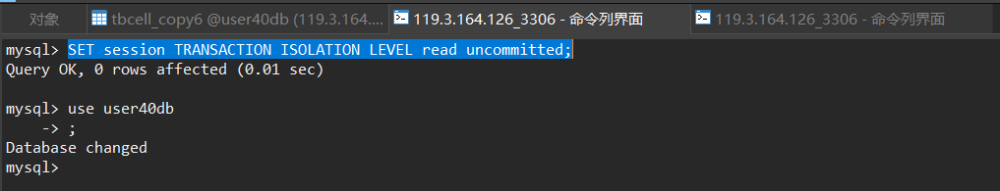 对象
tbcell_copy6 @user40db (119.3.164....
119.3.164.126_3306 - 命令列界面
119.3.164.126_3306 - 命令列界面
mysql> SET session TRANSACTION ISOLATION LEVEL read uncommitted;
Query OK, 0 rows affected (0.01 sec)
mysql> use user40db
-> ;
Database changed
mysql>